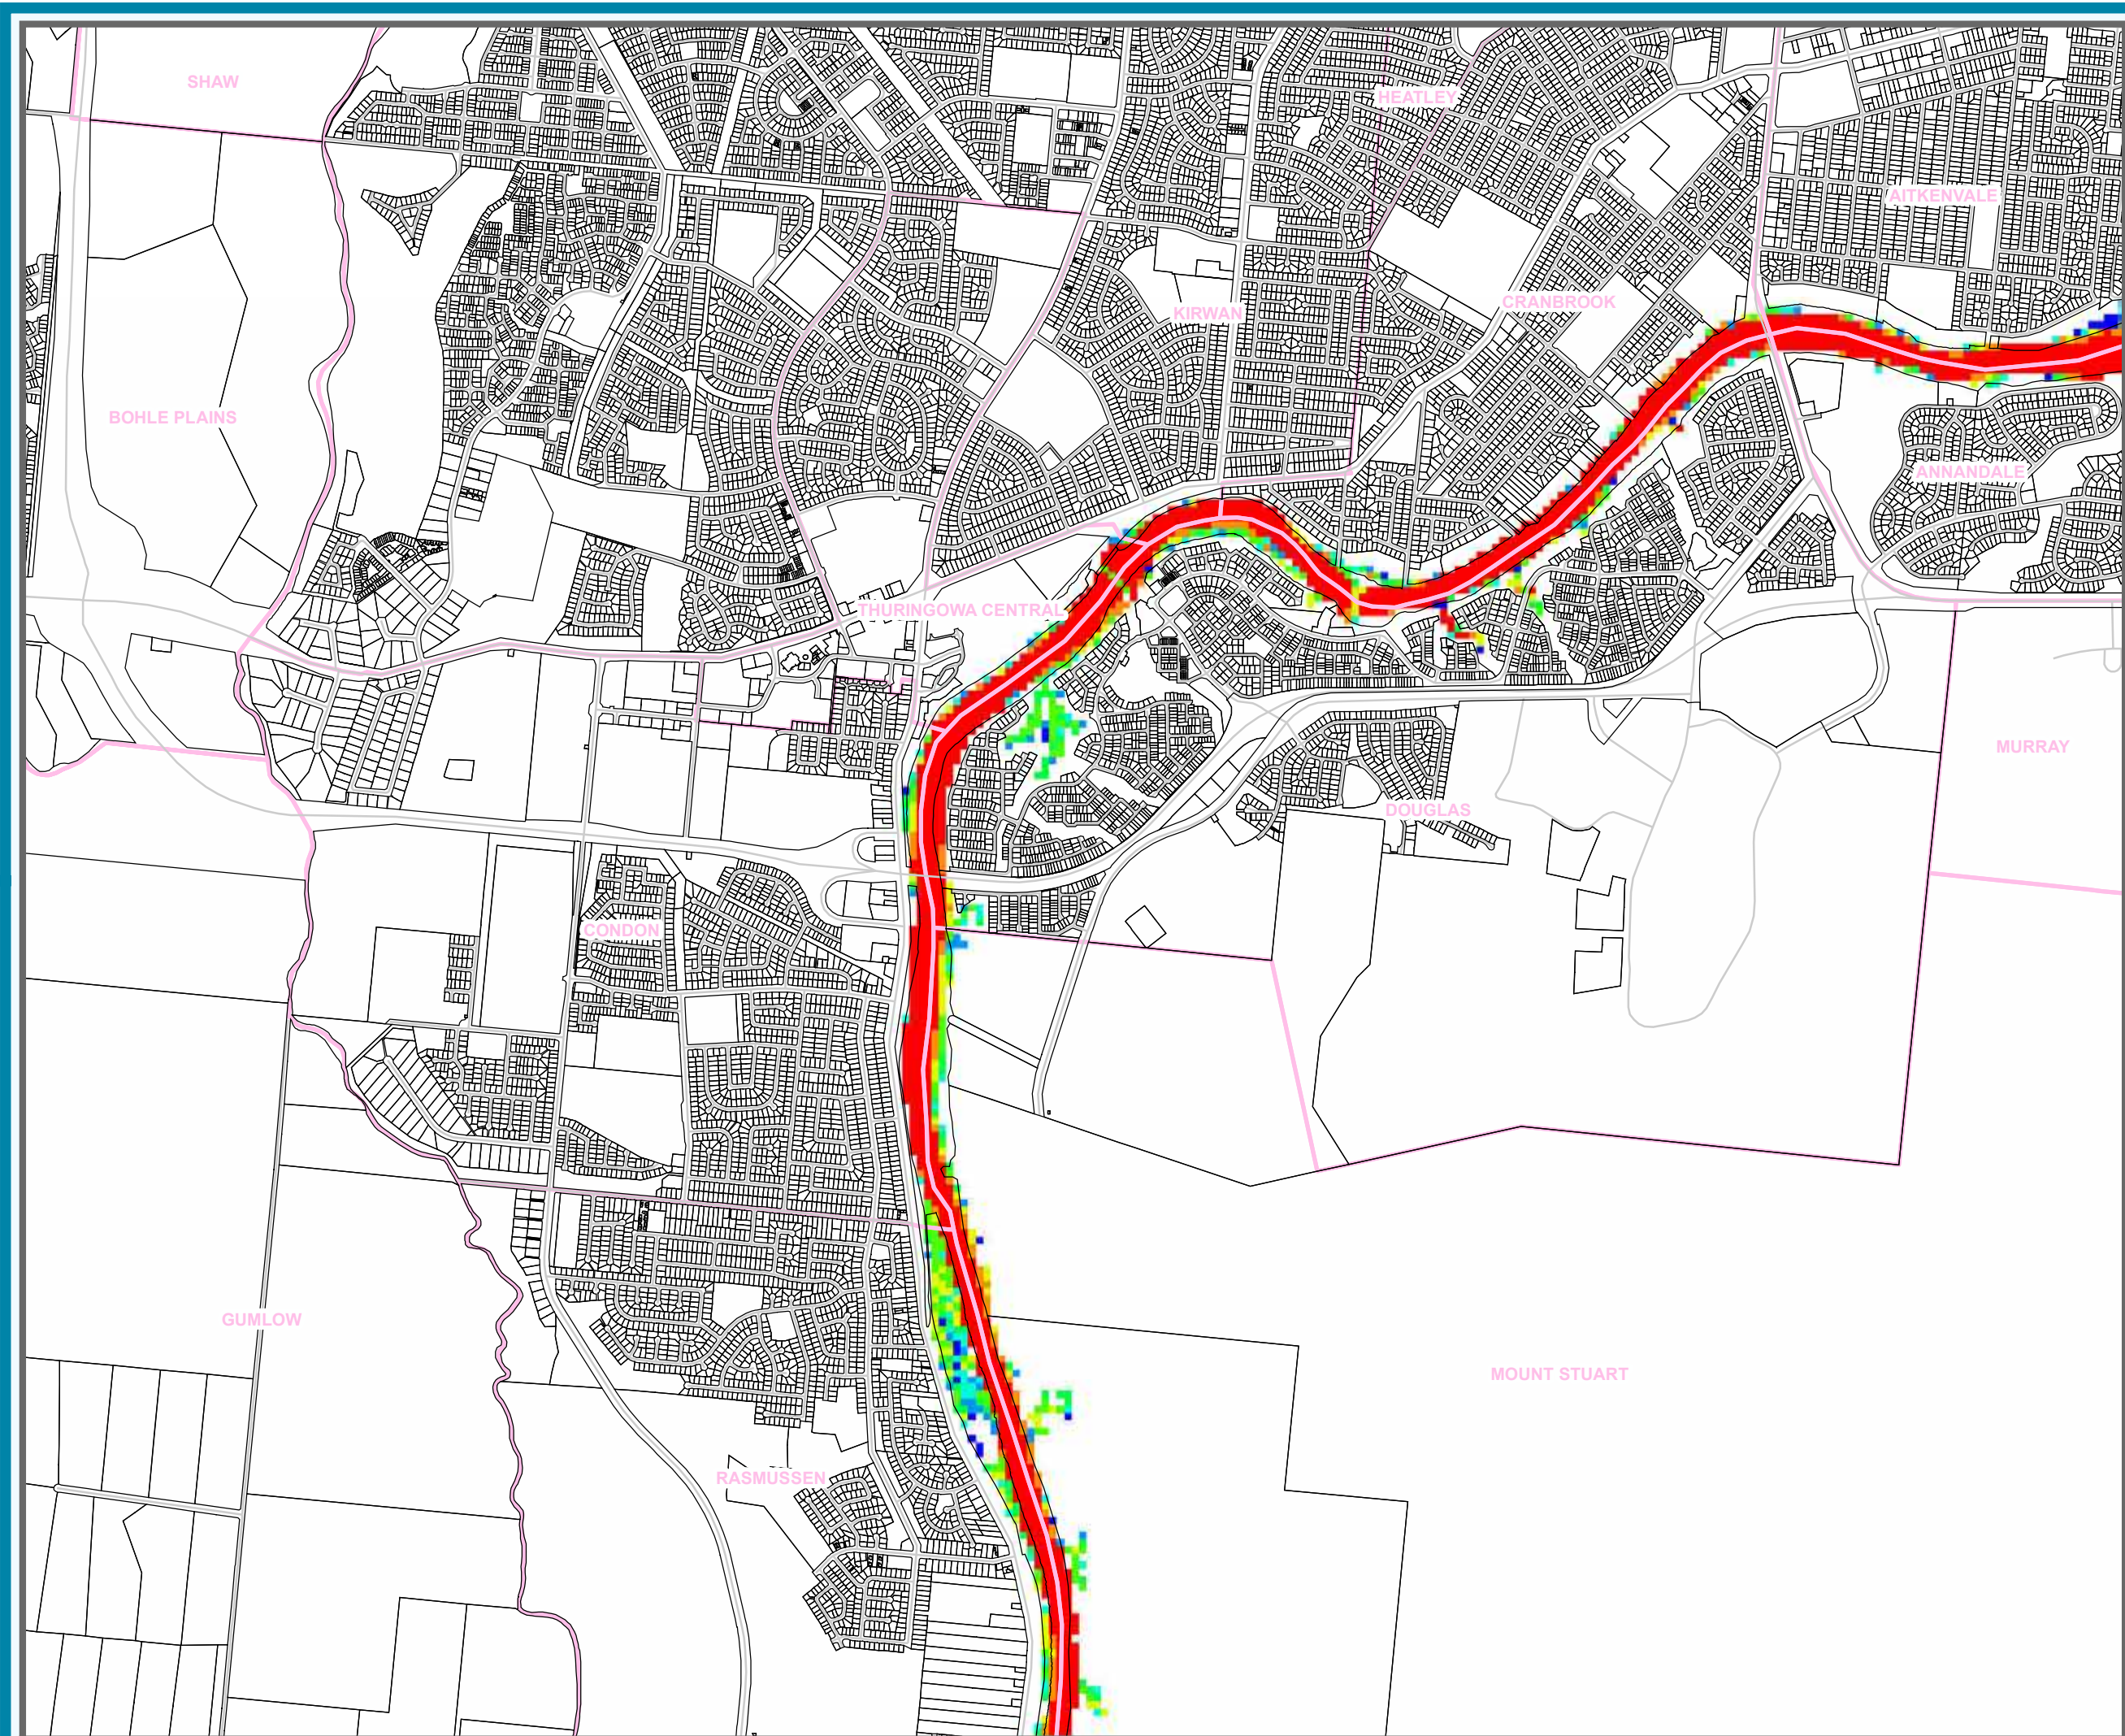 SHAW
HEATLEY
AITKENVALE
CRANBROOK
KIRWAN
BOHLE PLAINS
ANNANDALE
THURINGOWA CENTRAL
MURRAY
DOUGLAS
CONDON
GUMLOW
MOUNT STUART
RASMUSSEN